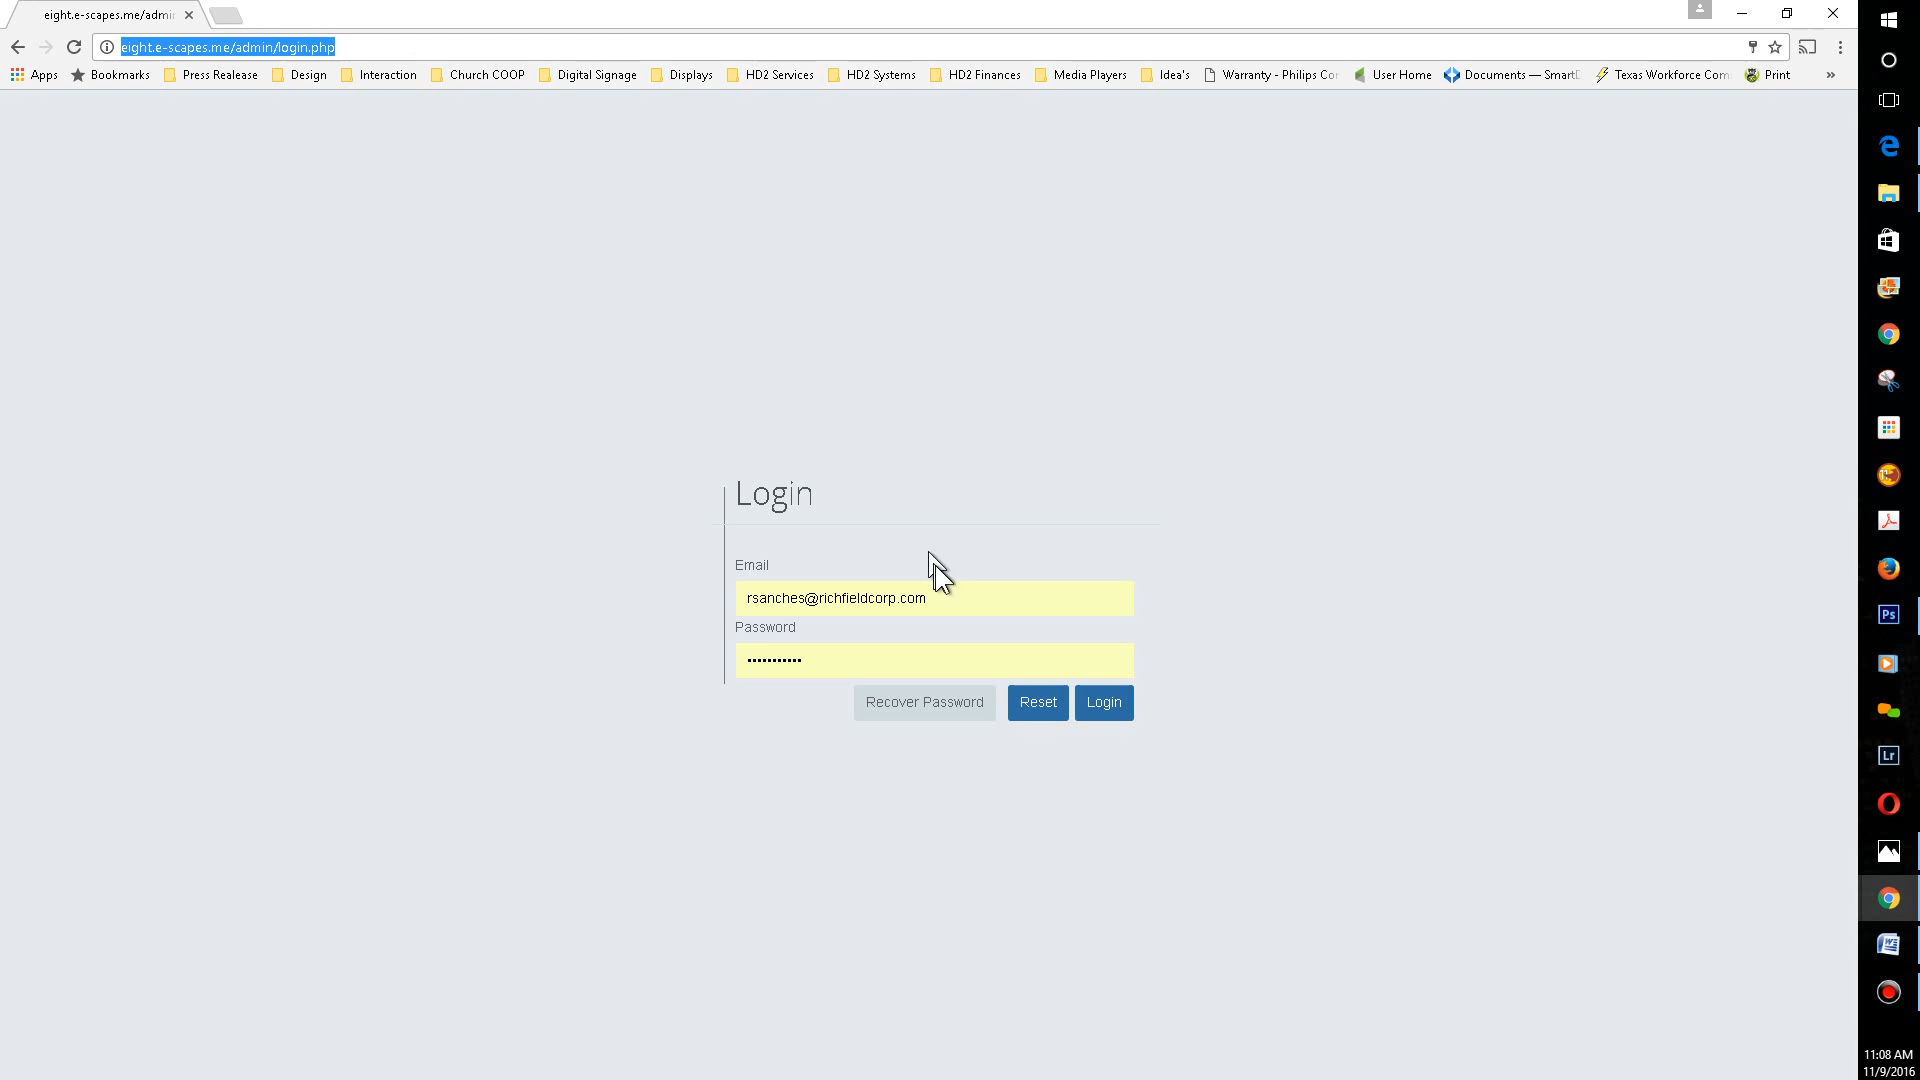 eight.e-scapes.me/admi
eight.e-scapes.me/admin/login.php
Apps Bookmarks Press Realease Design Interaction Church COOP Digital Signage Displays HD2 Services HD2 Systems HD2 Finances Media Players Idea's Warranty - Philips Co User Home Documents — Smart Texas Workforce Com Print »
Login
Email
rsanches@richfieldcorp.com
Password
Recover Password Reset Login
Ps
Lr
11:08 AM
11/9/2016